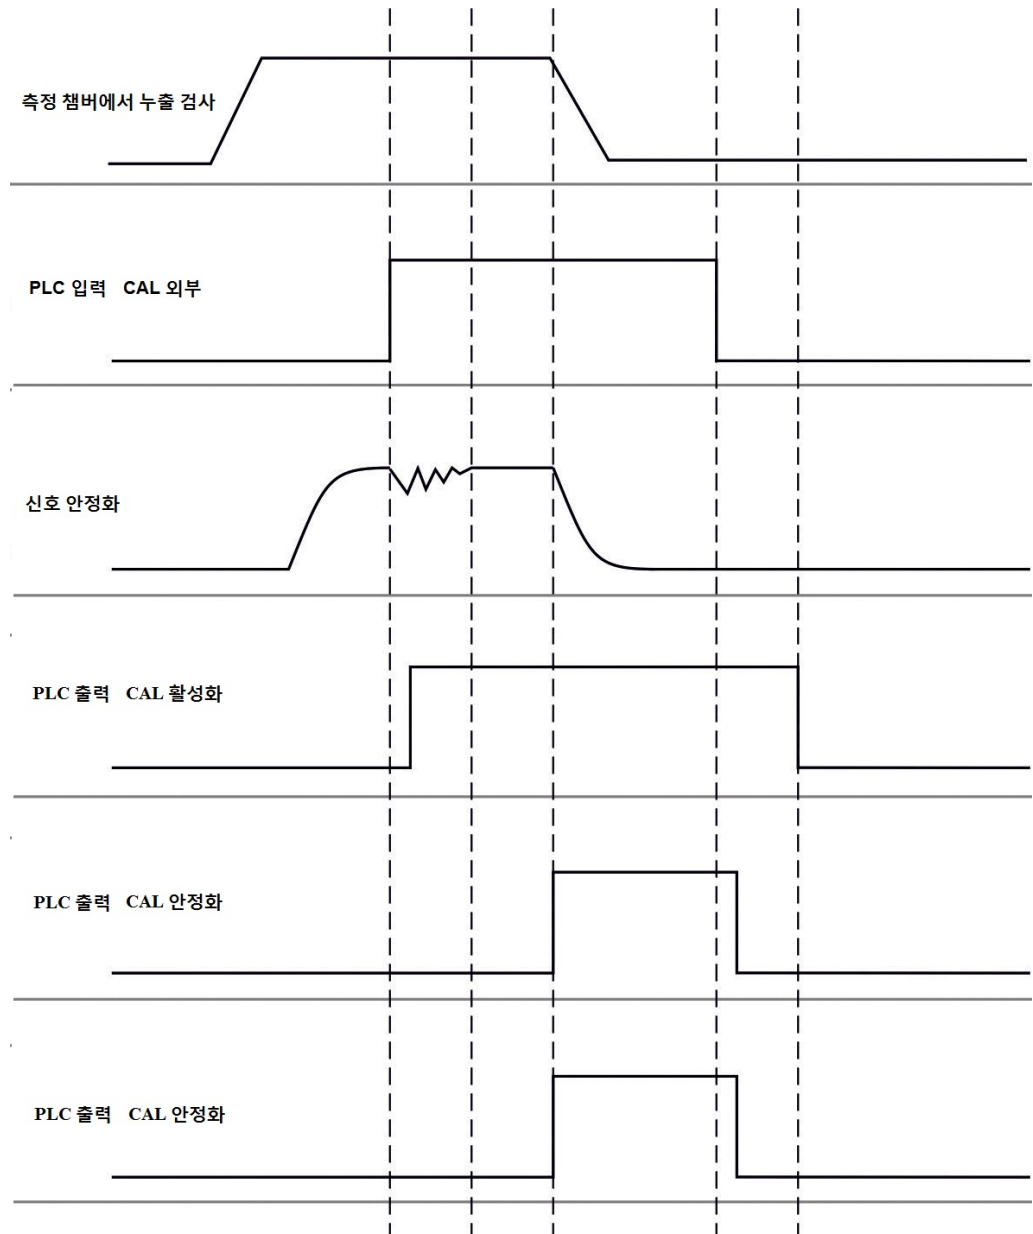 측정 챔버에서 누출 검사
PLC 입력 CAL 외부
신호 안정화
PLC 출력 CAL 활성화
PLC 출력 CAL 안정화
PLC 출력 CAL 안정화